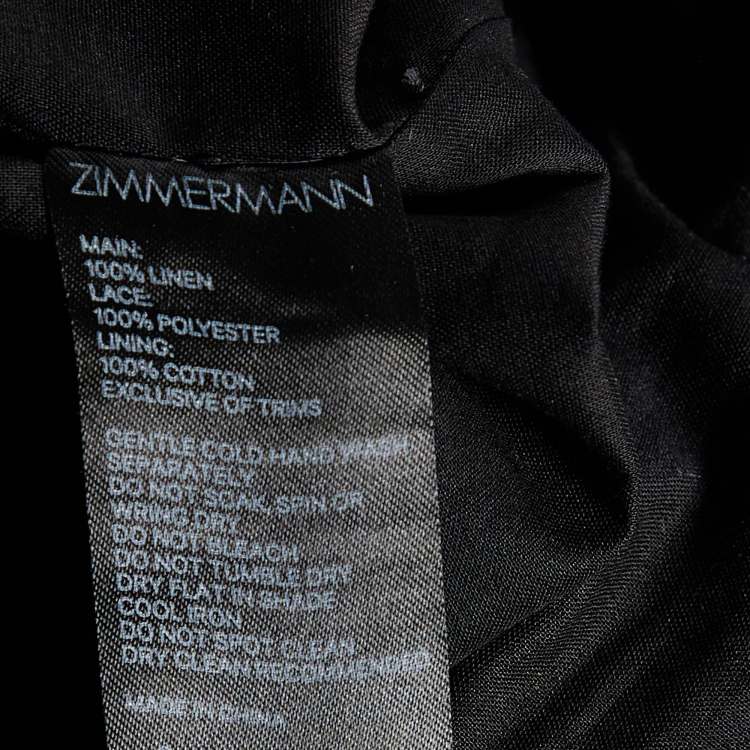 ZIMMERMANN
MAIN:
100% LINEN
LACE:
100% POLYESTER
LINING:
100% COTTON
EXCLUSIVE OF TRIMS
GENTLE COLD HAND WASH
SEPARATELY
DO NOT SOAK, SPIN OR
WRING DRY
DO NOT BLEACH
DO NOT TUMBLE DRY
DRY FLAT IN SHADE
COOL IRON
DO NOT SPOT CLEAN
DRY CLEAN RECOMMENDED
MADE IN CHINA